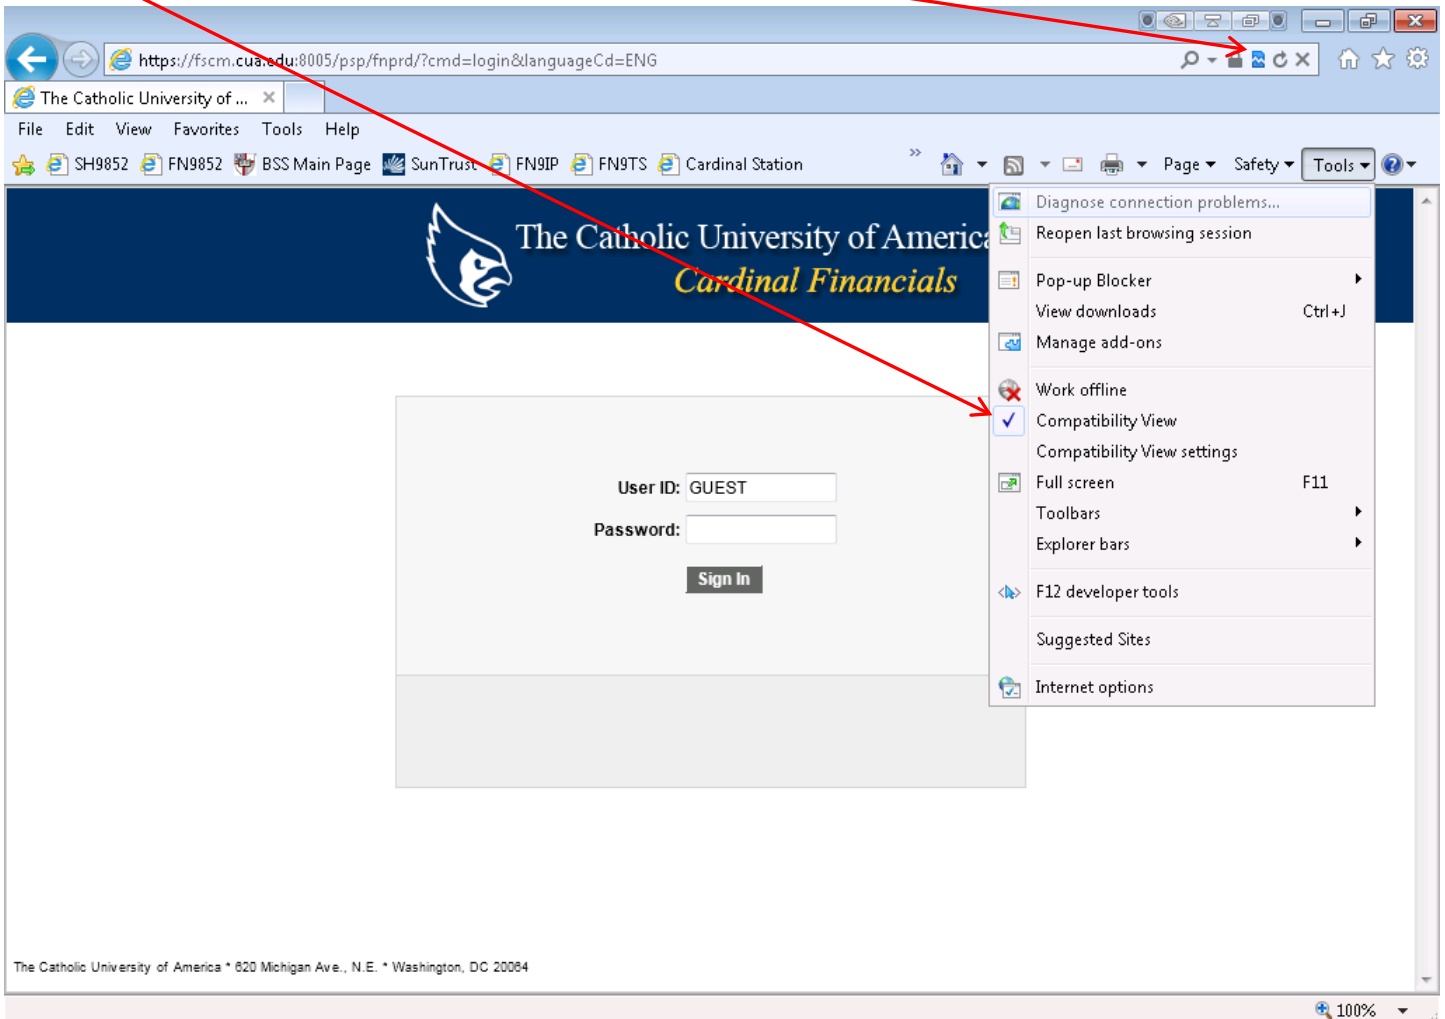 https://fscm.cua.edu:8005/psp/fnprd/?cmd=login&languageCd=ENG
The Catholic University of ...
File Edit View Favorites Tools Help
SH9852 FN9852 BSS Main Page SunTrust FN9IP FN9TS Cardinal Station » Page Safety Tools
The Catholic University of America
Cardinal Financials
Diagnose connection problems...
Reopen last browsing session
Pop-up Blocker
View downloads Ctrl+J
Manage add-ons
Work offline
Compatibility View
Compatibility View settings
Full screen F11
Toolbars
Explorer bars
F12 developer tools
Suggested Sites
Internet options
User ID: GUEST
Password:
Sign In
The Catholic University of America * 620 Michigan Ave., N.E. * Washington, DC 20064
100%